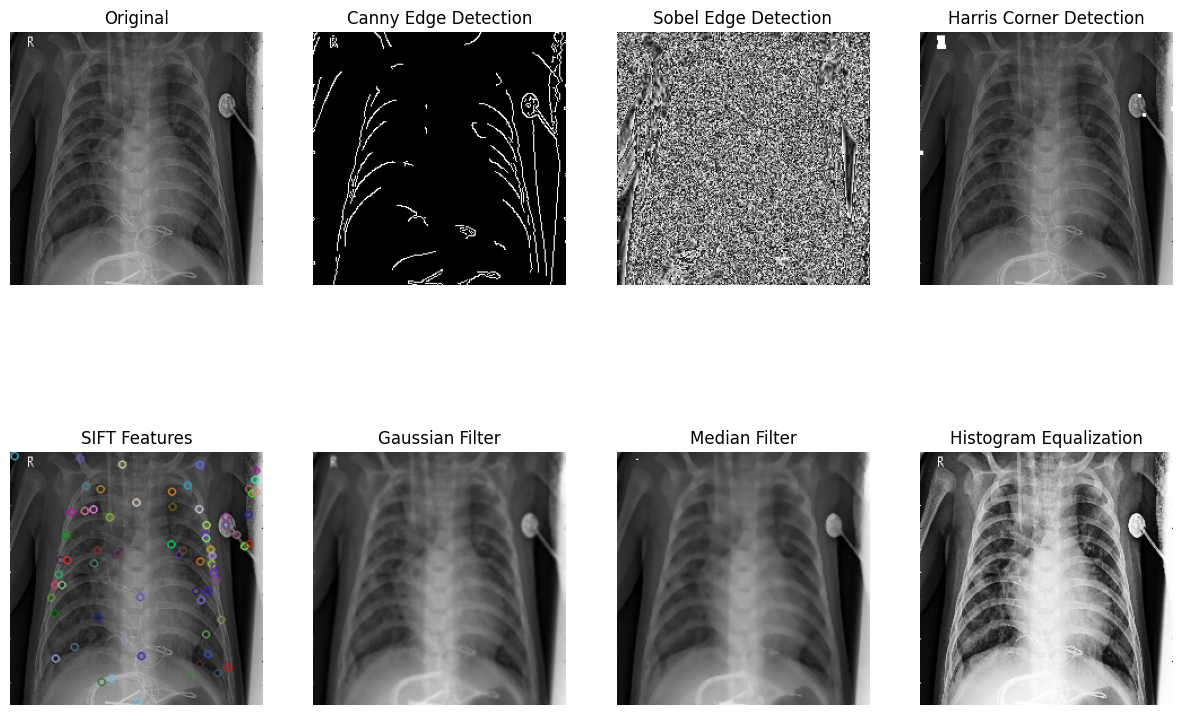 Original
Canny Edge Detection
Sobel Edge Detection
Harris Corner Detection
R
R
SIFT Features
Gaussian Filter
Median Filter
Histogram Equalization
R
R
R